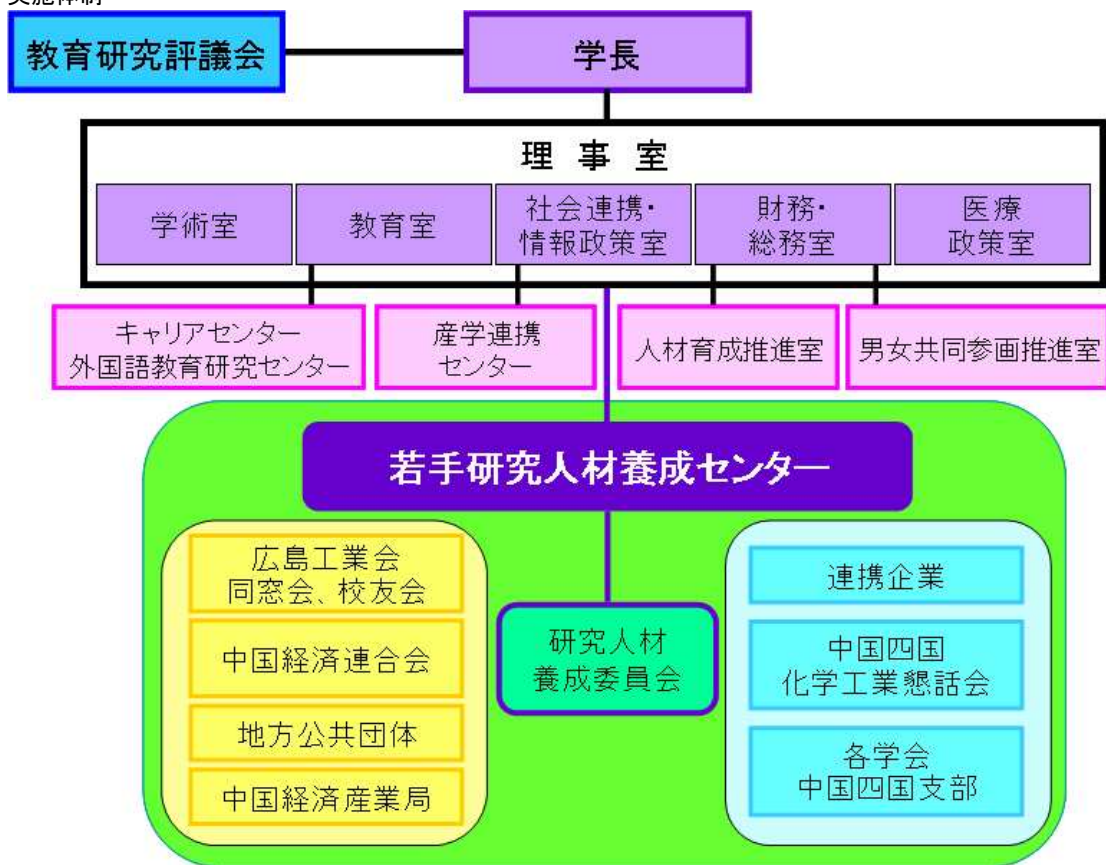 実施体制
教育研究評議会
学長
理事室
学術室
教育室
社会連携・
情報政策室
財務・
総務室
医療
政策室
キャリアセンター
外国語教育研究センター
産学連携
センター
人材育成推進室
男女共同参画推進室
若手研究人材養成センター
広島工業会
同窓会、校友会
中国経済連合会
地方公共団体
中国経済産業局
研究人材
養成委員会
連携企業
中国四国
化学工業懇話会
各学会
中国四国支部